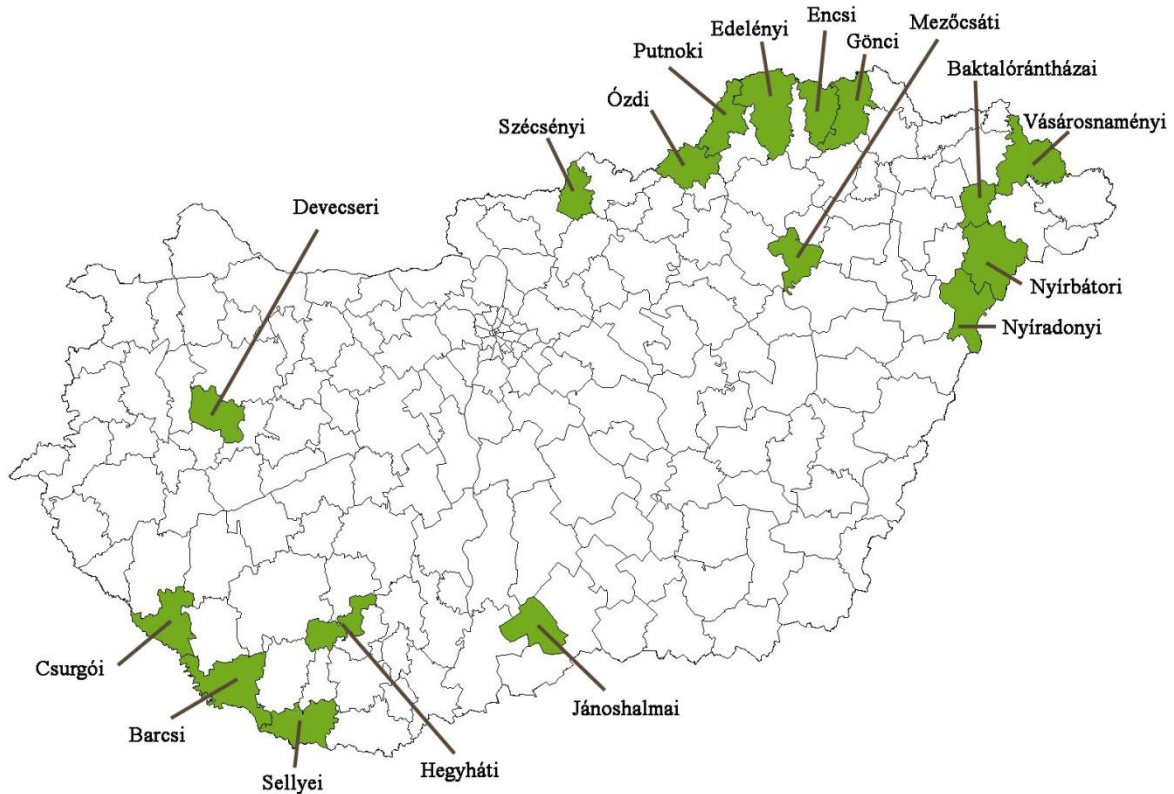 Encsi
Mezőcsáti
Edelényi
Gönci
Putnoki
Baktalórántházai
Ózdi
Vásárosnaményi
Szécsényi
Devecseri
Nyírbátori
Nyíradonyi
Csurgói
Jánoshalmai
Barcsi
Hegyháti
Sellyei